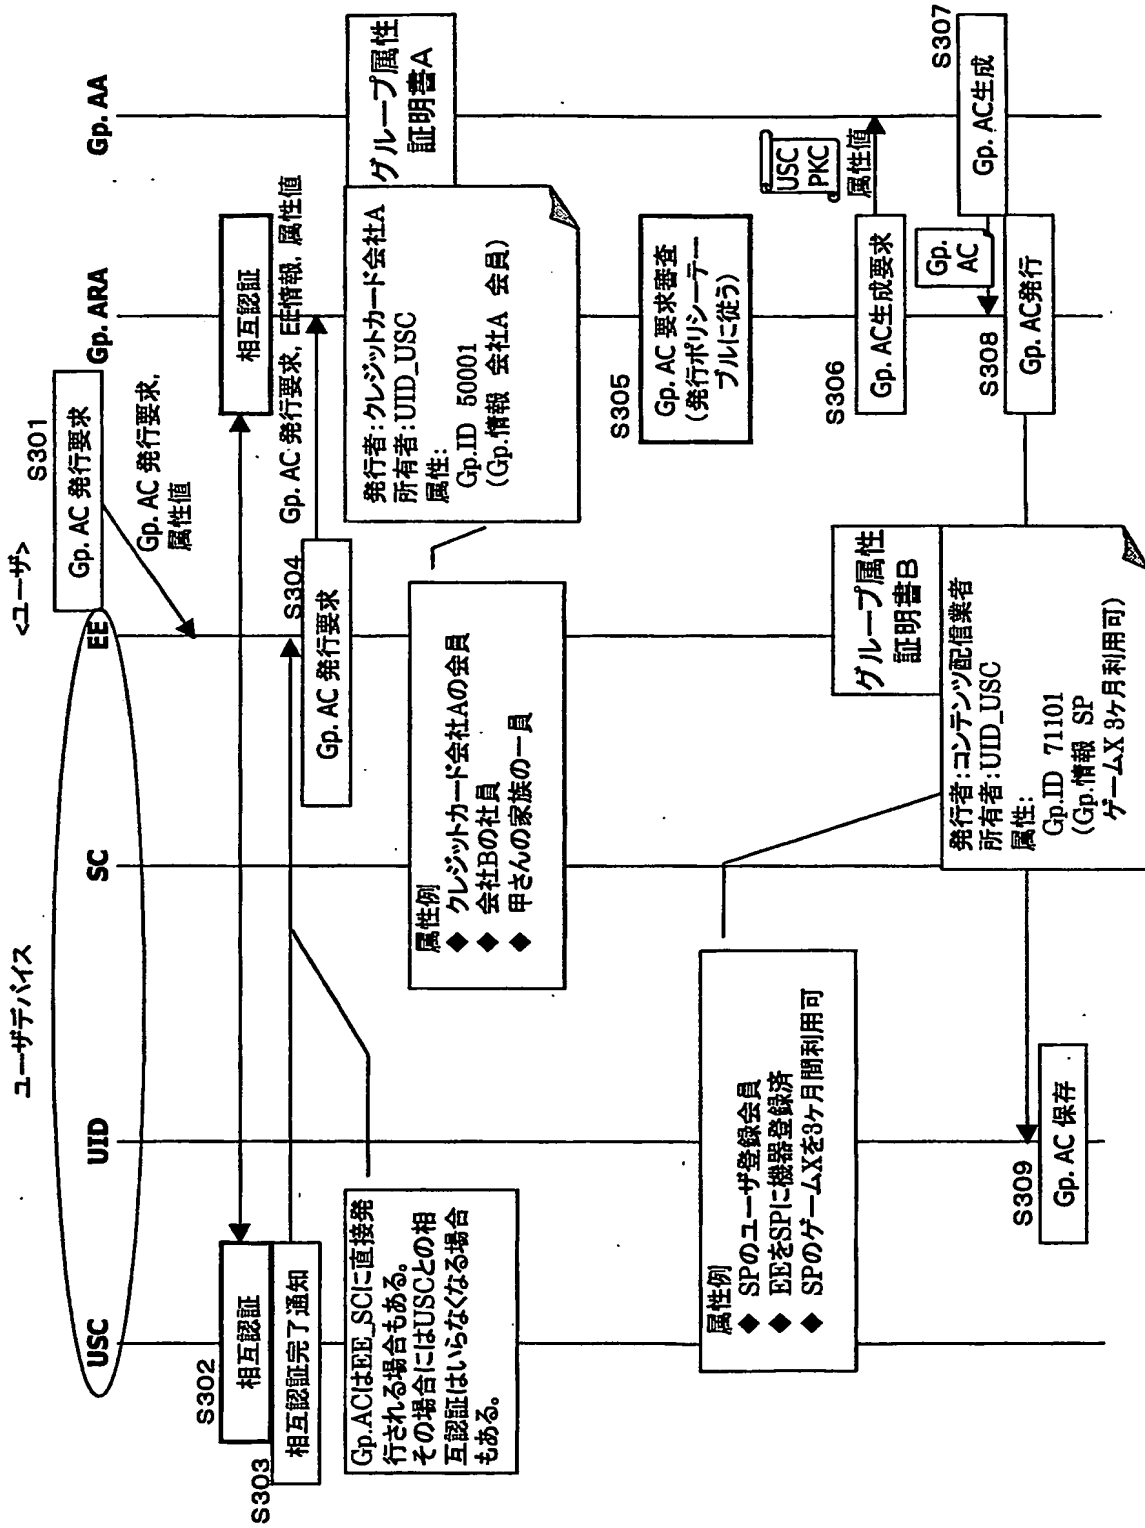 ユーザデバイス
<ユーザ>
USC
UID
SC
EE
Gp. ARA
Gp. AA
S301
Gp. AC 発行要求
Gp. AC 発行要求,
属性値
S302
相互認証
相互認証
S303
相互認証完了通知
S304
Gp. AC 発行要求
Gp. AC 発行要求, EE情報, 属性値
Gp.ACはEE_SCに直接発
行される場合もある。
その場合にはUSCとの相
互認証はいらなくなる場合
もある。
属性例
◆ クレジットカード会社Aの会員
◆ 会社Bの社員
◆ 甲さんの家族の一員
グループ属性
証明書A
発行者:クレジットカード会社A
所有者:UID_USC
属性:
Gp.ID 50001
(Gp.情報 会社A 会員)
S305
Gp. AC 要求審査
(発行ポリシーテー
ブルに従う)
USC
PKC
属性値
S306
Gp. AC生成要求
S307
Gp. AC生成
Gp.
AC
S308
Gp. AC発行
属性例
◆ SPのユーザ登録会員
◆ EEをSPに機器登録済
◆ SPのゲームXを3ヶ月間利用可
グループ属性
証明書B
発行者:コンテンツ配信業者
所有者:UID_USC
属性:
Gp.ID 71101
(Gp.情報 SP
ゲームX 3ヶ月利用可)
S309
Gp. AC 保存